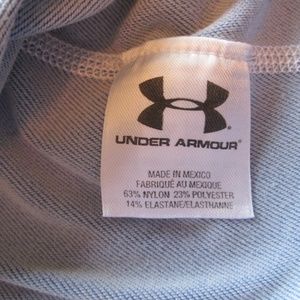 UNDER ARMOUR
MADE IN MEXICO
FABRIQUÉ AU MEXIQUE
63% NYLON 23% POLYESTER
14% ELASTANE/ELASTHANNE